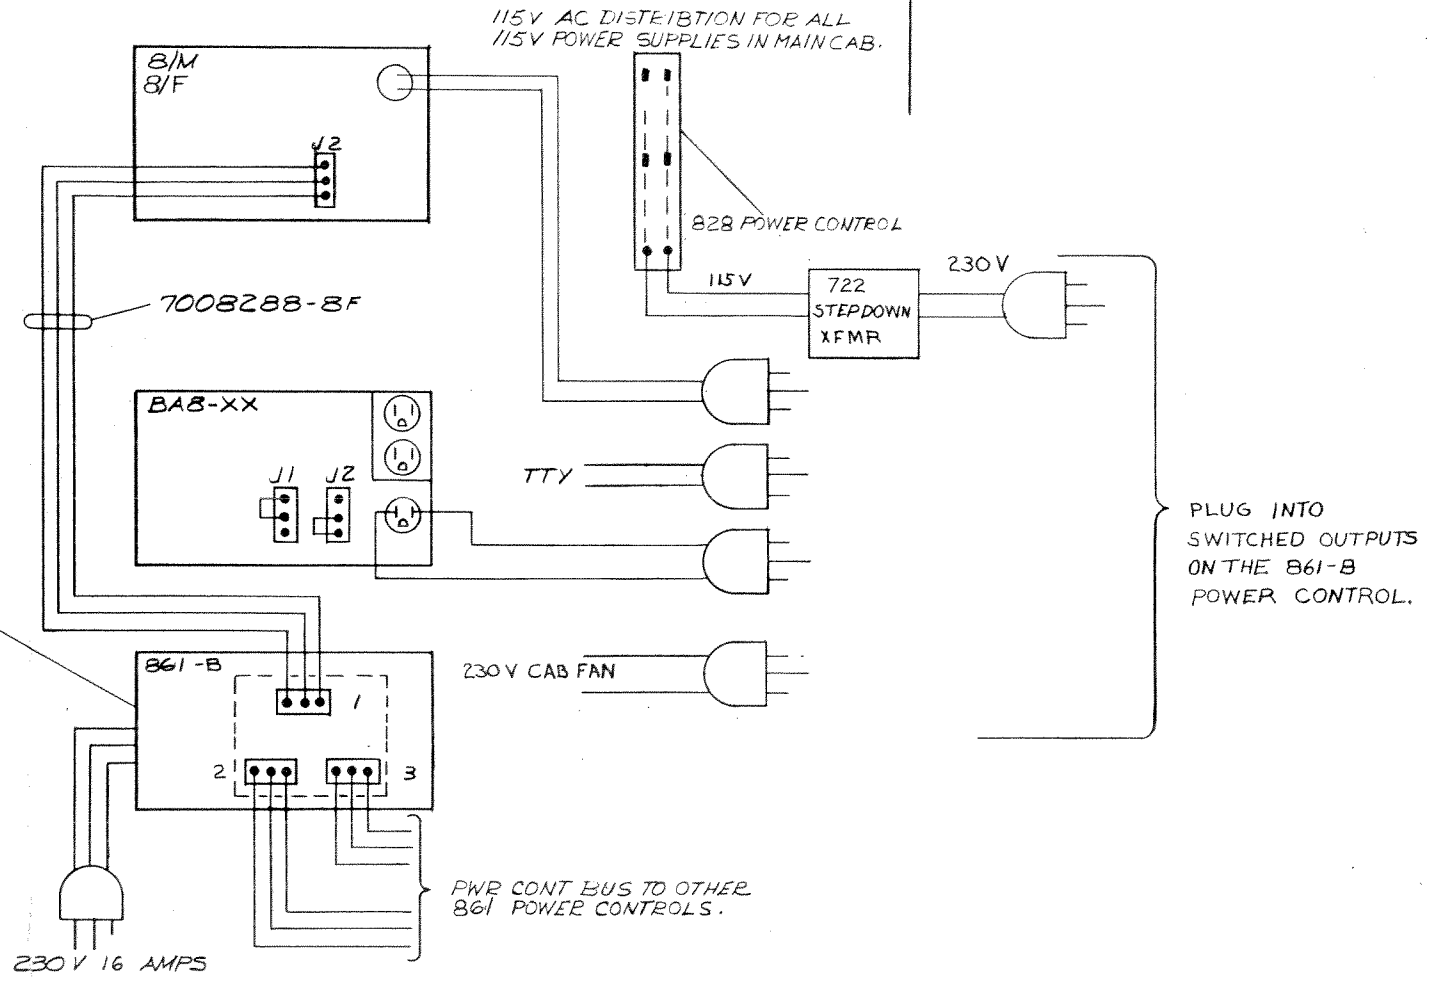 115V AC DISTEIBTION FOR ALL
115V POWER SUPPLIES IN MAIN CAB.
8/M
8/F
J2
828 POWER CONTROL
115V
230V
722
STEPDOWN
XFMR
7008288-8F
BA8-XX
J1 J2
TTY
PLUG INTO
SWITCHED OUTPUTS
ON THE 861-B
POWER CONTROL.
861-B
1
2
3
230V CAB FAN
PWR CONT BUS TO OTHER
861 POWER CONTROLS.
230V 16 AMPS